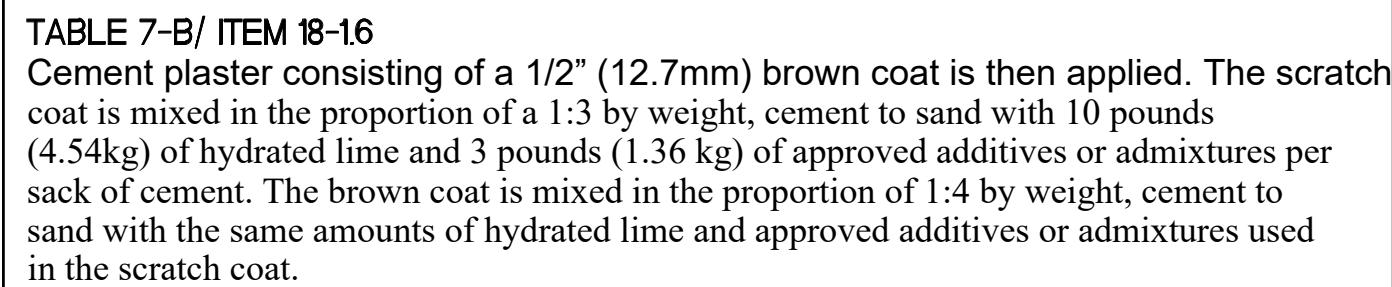 TABLE 7-B/ ITEM 18-1.6
Cement plaster consisting of a 1/2” (12.7mm) brown coat is then applied. The scratch
coat is mixed in the proportion of a 1:3 by weight, cement to sand with 10 pounds
(4.54kg) of hydrated lime and 3 pounds (1.36 kg) of approved additives or admixtures per
sack of cement. The brown coat is mixed in the proportion of 1:4 by weight, cement to
sand with the same amounts of hydrated lime and approved additives or admixtures used
in the scratch coat.